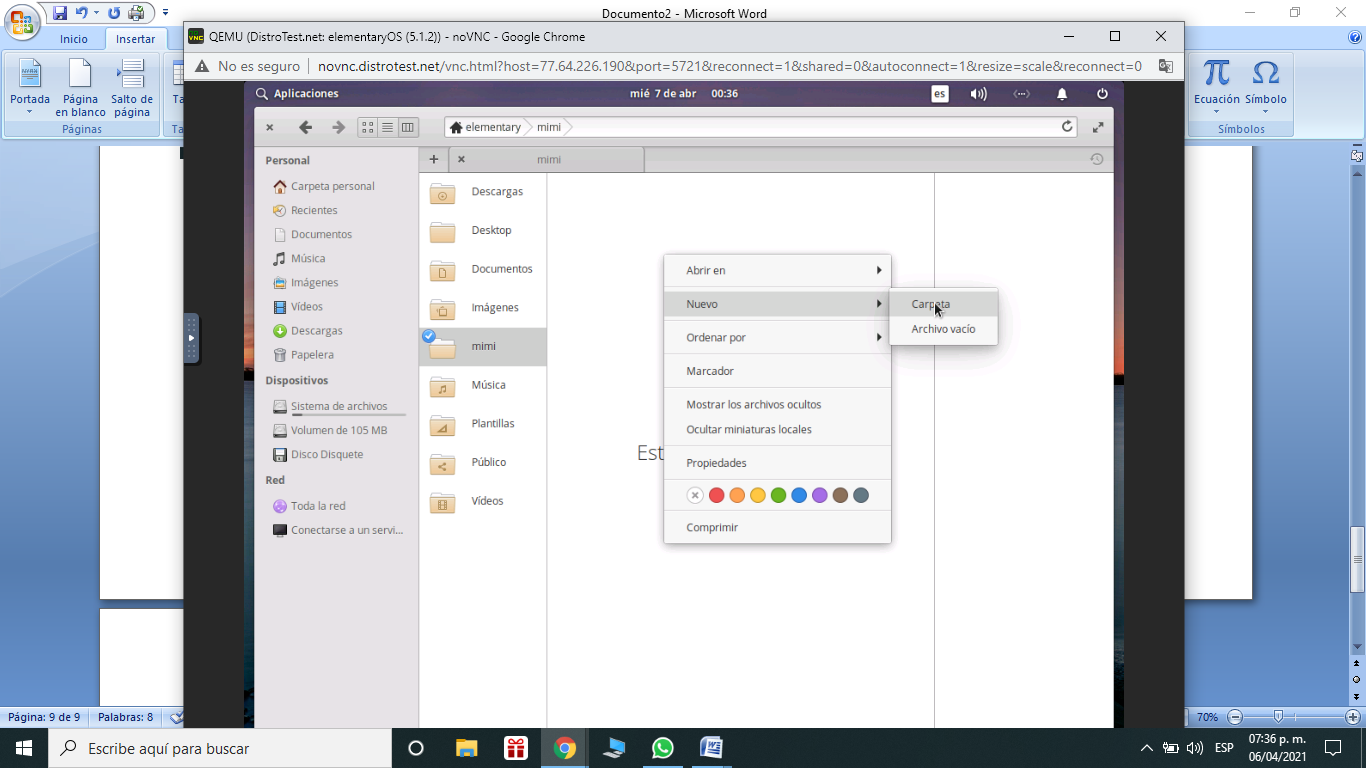 Documento2 - Microsoft Word
Inicio
Insertar
Portada
Página en blanco
Salto de página
Páginas
Ta
Ta
Ecuación
Símbolo
Símbolos
QEMU (DistroTest.net: elementaryOS (5.1.2)) - noVNC - Google Chrome
No es seguro
novnc.distrotest.net/vnc.html?host=77.64.226.190&port=5721&reconnect=1&shared=0&autoconnect=1&resize=scale&reconnect=0
Aplicaciones
mié 7 de abr 00:36
es
elementary
mimi
mimi
Personal
Carpeta personal
Recientes
Documentos
Música
Imágenes
Vídeos
Descargas
Papelera
Dispositivos
Sistema de archivos
Volumen de 105 MB
Disco Disquete
Red
Toda la red
Conectarse a un servi...
Descargas
Desktop
Documentos
Imágenes
mimi
Música
Plantillas
Público
Vídeos
Est
Abrir en
Nuevo
Ordenar por
Marcador
Mostrar los archivos ocultos
Ocultar miniaturas locales
Propiedades
Comprimir
Carpeta
Archivo vacío
Página: 9 de 9
Palabras: 8
70%
Escribe aquí para buscar
ESP
07:36 p. m.
06/04/2021